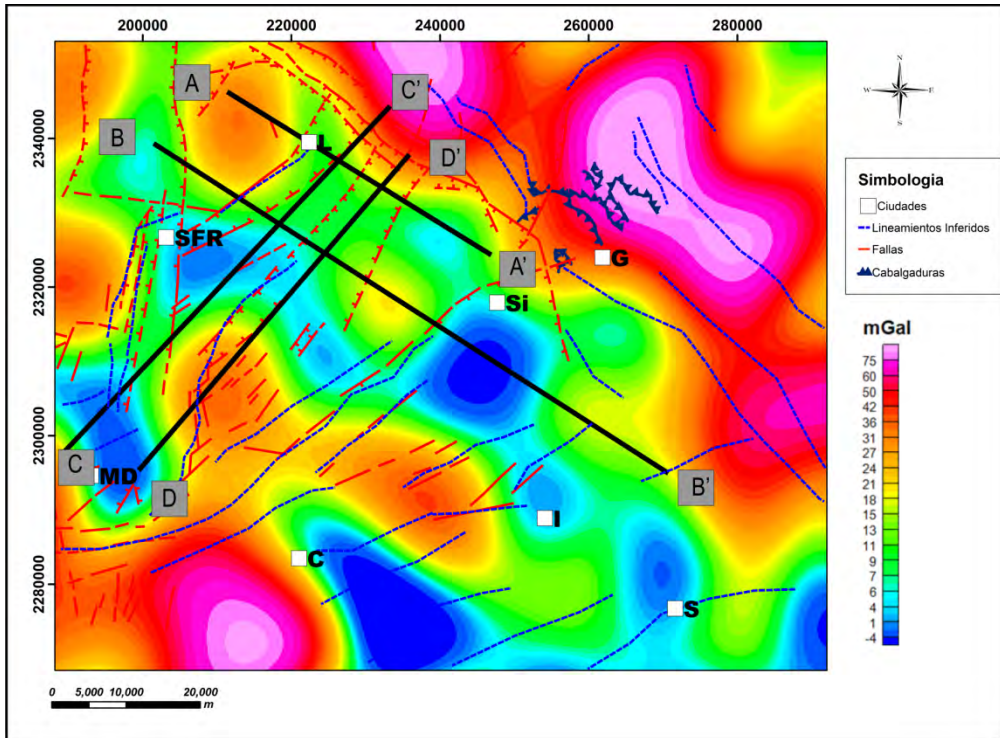 200000 220000 240000 260000 280000
2340000
2320000
2300000
2280000
A
C'
B
D'
L
SFR
A'
G
Si
C
MD
D
B'
I
C
S
N
W E
S
Simbologia
Ciudades
Lineamientos Inferidos
Fallas
Cabalgaduras
mGal
75
60
50
42
36
31
27
24
21
18
15
13
11
9
7
6
4
1
-4
0 5,000 10,000 20,000
m